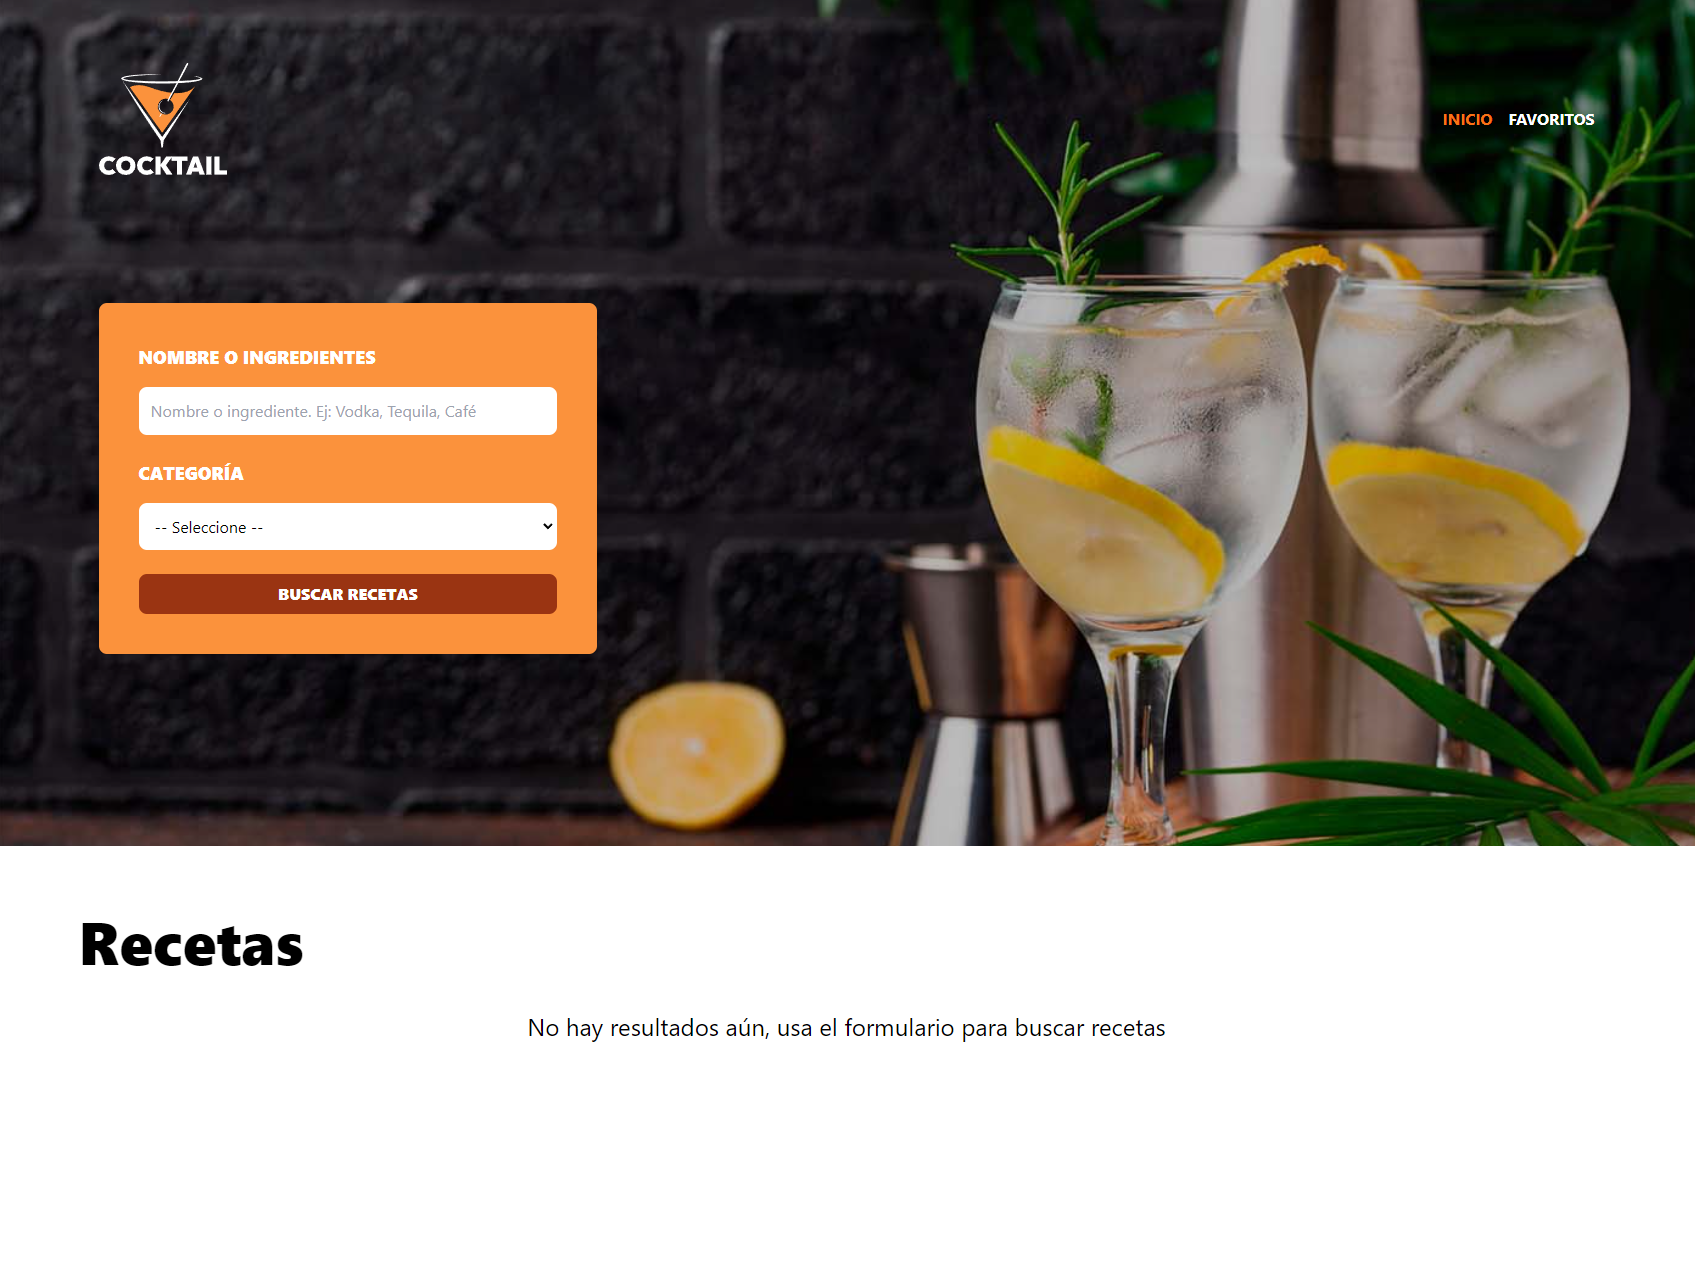 COCKTAIL
INICIO FAVORITOS
NOMBRE O INGREDIENTES
Nombre o ingrediente. Ej: Vodka, Tequila, Café
CATEGORÍA
-- Seleccione --
BUSCAR RECETAS
Recetas
No hay resultados aún, usa el formulario para buscar recetas